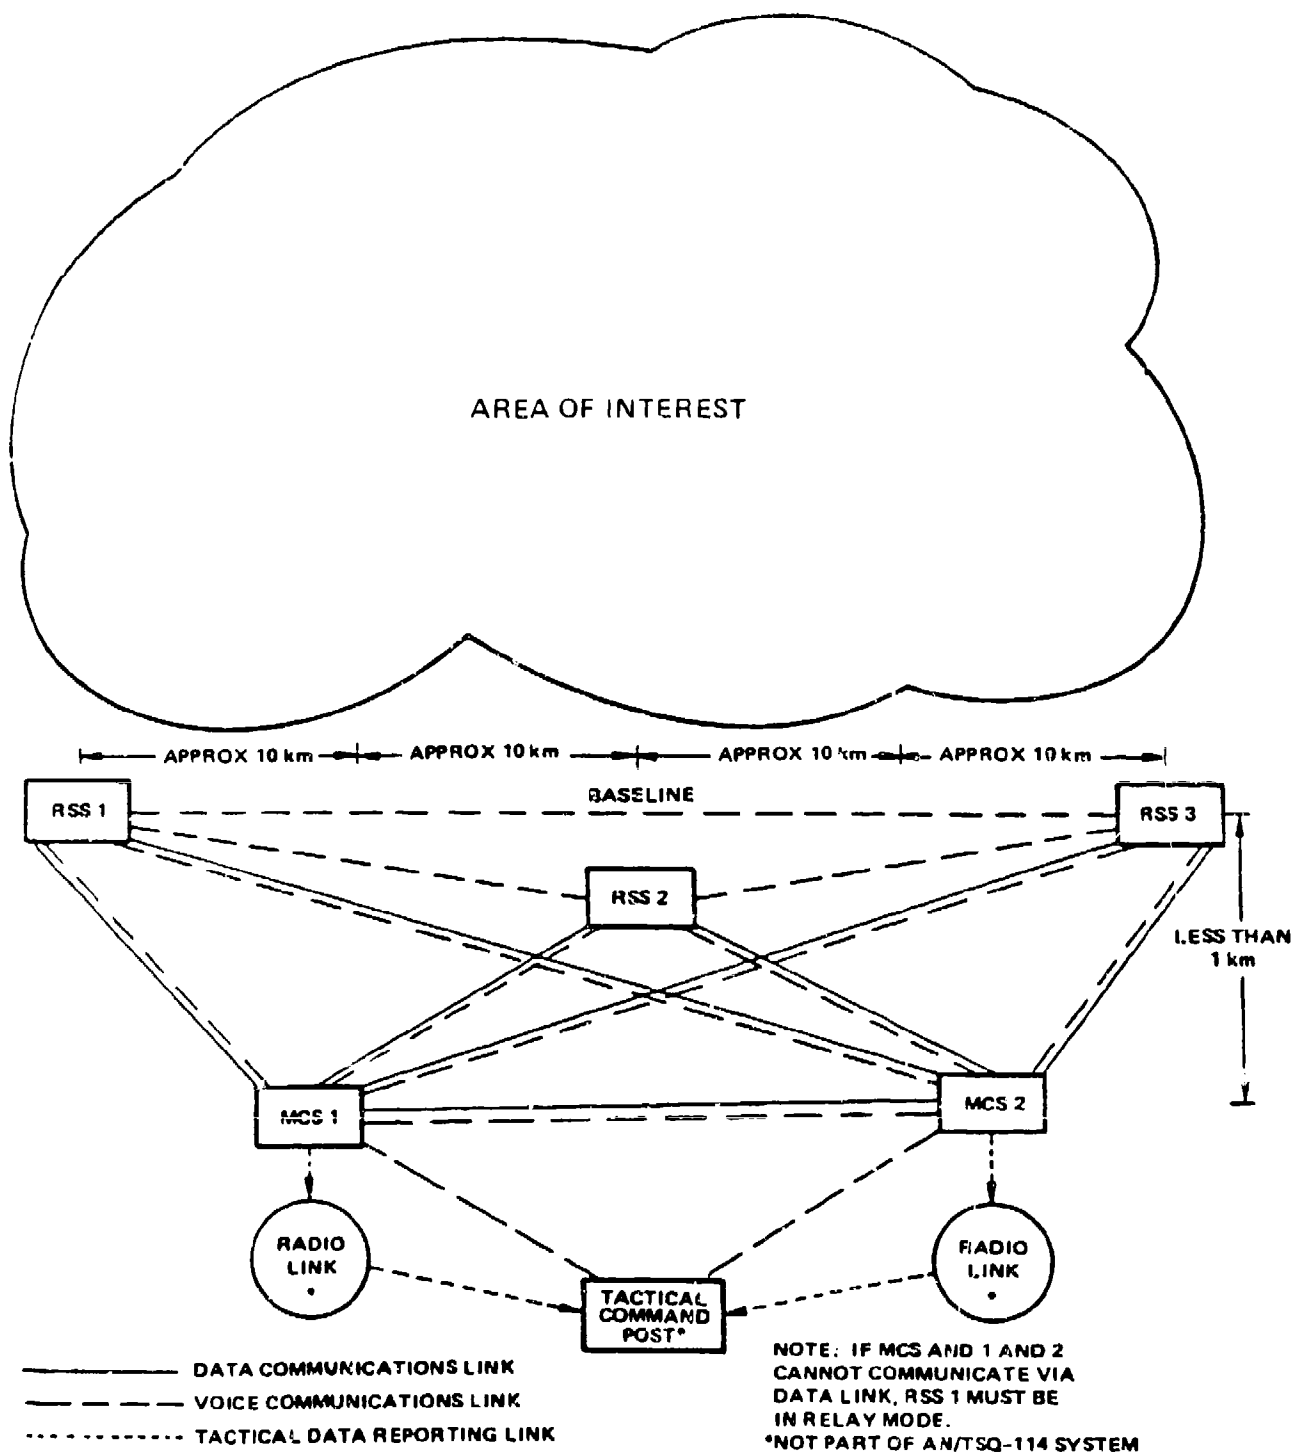 AREA OF INTEREST
APPROX 10 km
APPROX 10 km
APPROX 10 km
APPROX 10 km
BASELINE
RSS 1
RSS 3
RSS 2
LESS THAN
1 km
MCS 1
MCS 2
RADIO
LINK
*
RADIO
LINK
*
TACTICAL
COMMAND
POST*
DATA COMMUNICATIONS LINK
VOICE COMMUNICATIONS LINK
TACTICAL DATA REPORTING LINK
NOTE: IF MCS AND 1 AND 2
CANNOT COMMUNICATE VIA
DATA LINK, RSS 1 MUST BE
IN RELAY MODE.
*NOT PART OF AN/TSQ-114 SYSTEM